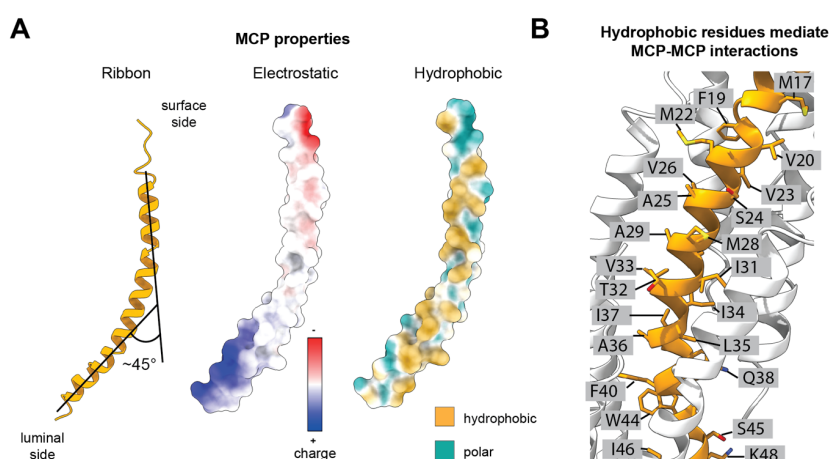 A
MCP properties
Ribbon
Electrostatic
Hydrophobic
surface
side
~45°
luminal
side
-
+
charge
hydrophobic
polar
B
Hydrophobic residues mediate
MCP-MCP interactions
M17
F19
M22
V20
V26
V23
A25
S24
A29
M28
V33
I31
T32
I34
I37
L35
A36
Q38
F40
W44
S45
I46
K48